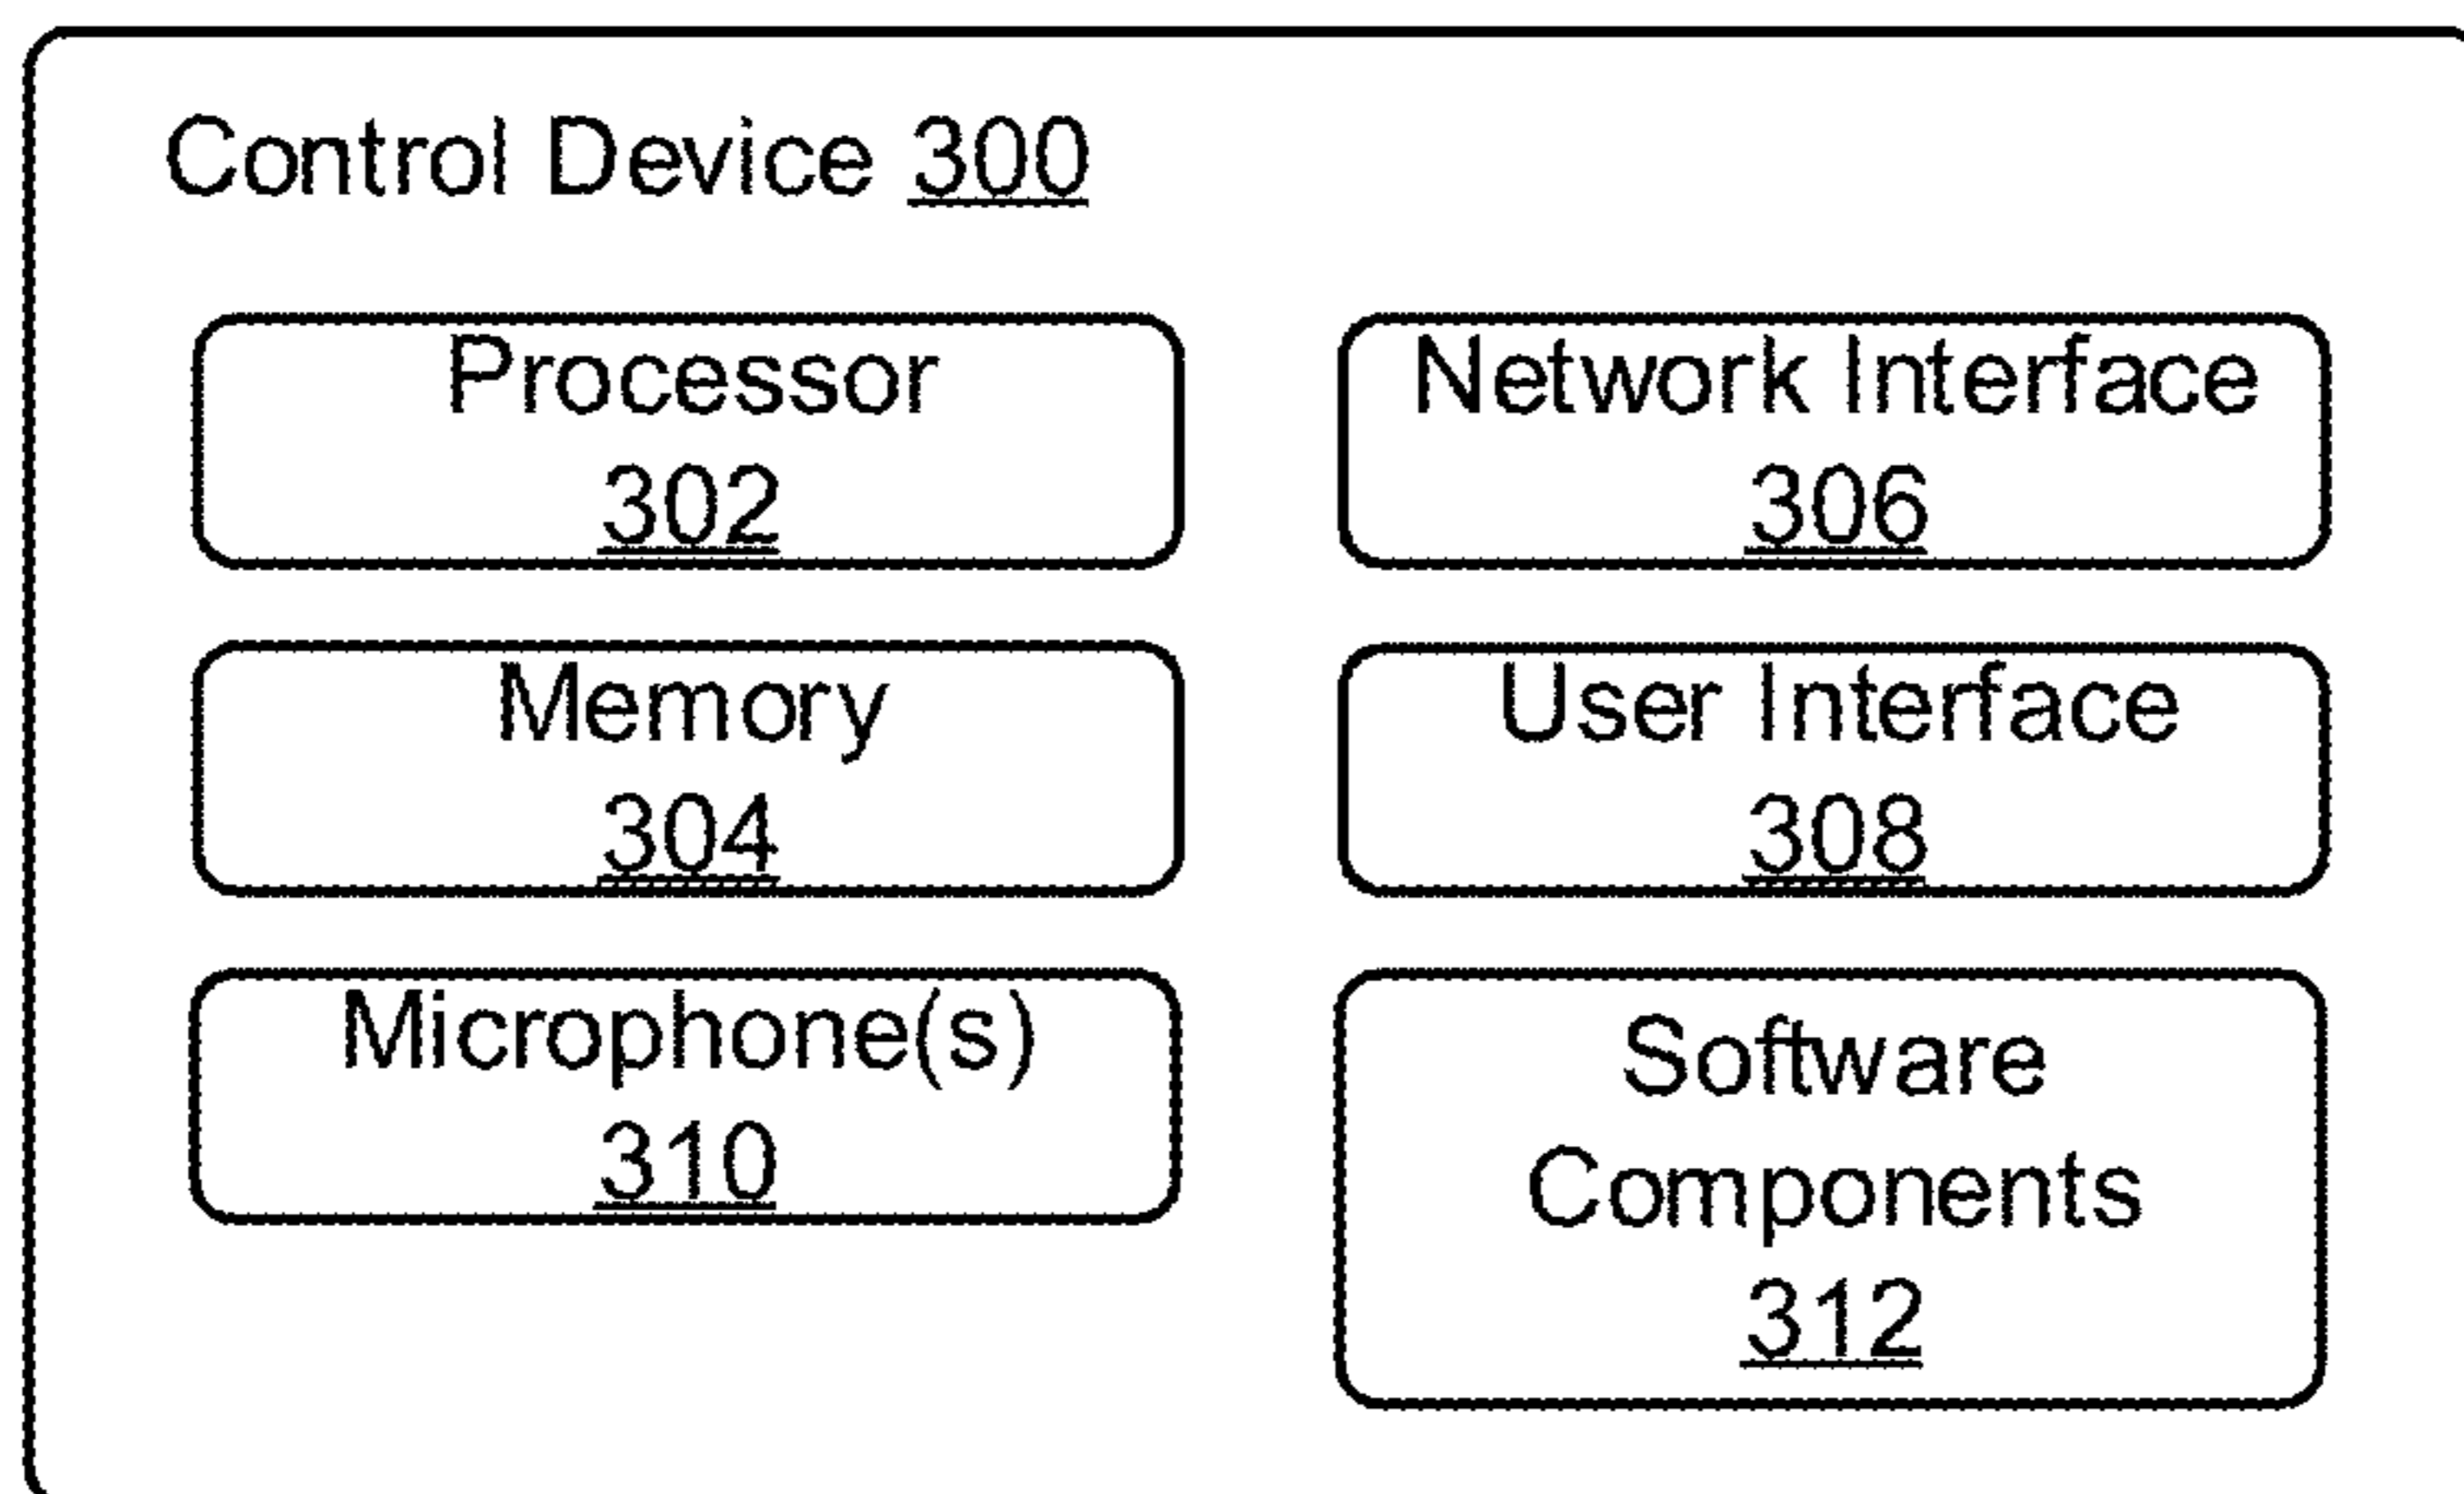 Control Device 300
Processor
302
Network Interface
306
Memory
304
User Interface
308
Microphone(s)
310
Software
Components
312